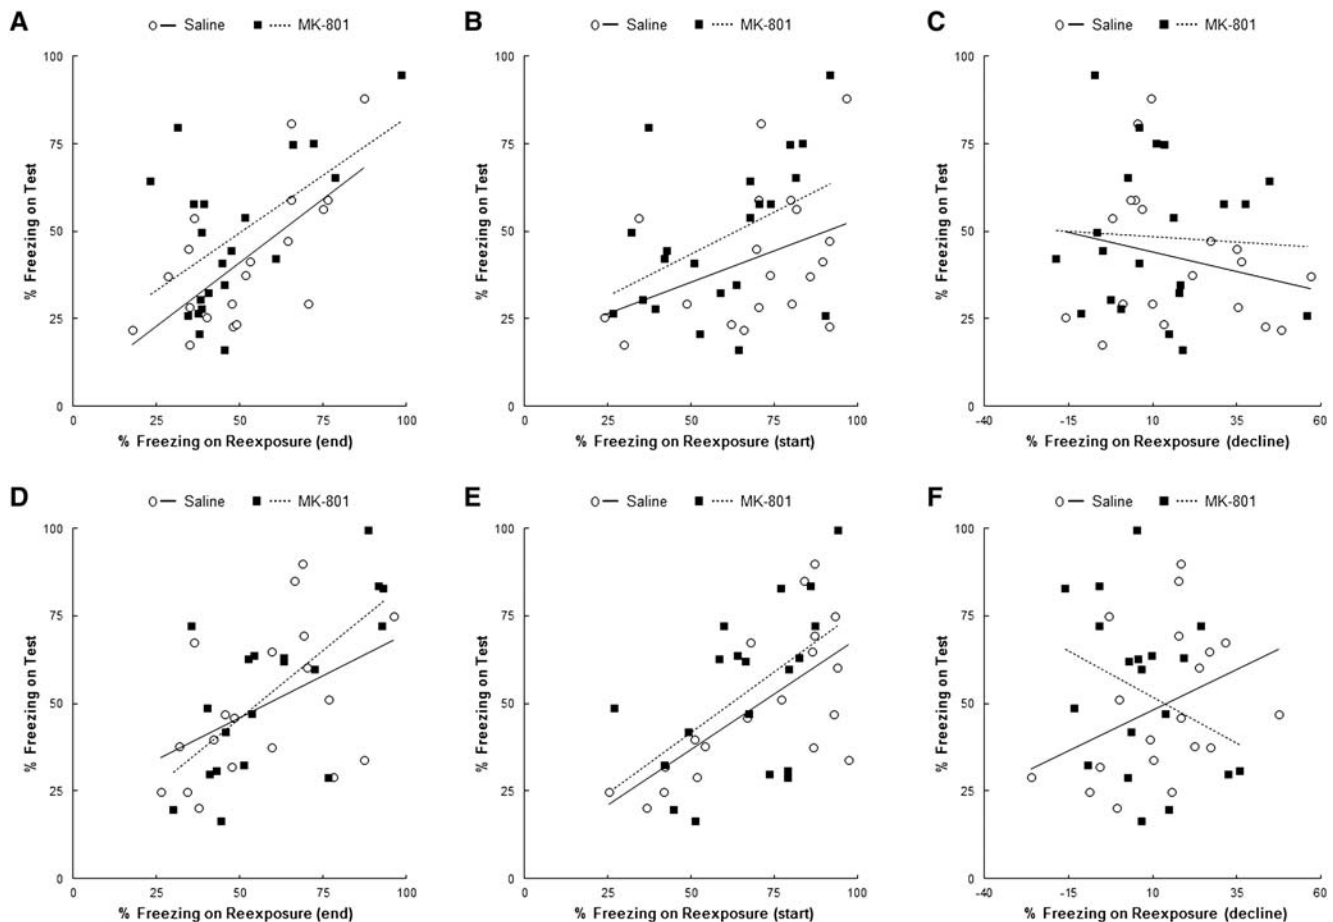 A
Saline MK-801
% Freezing on Test
100
75
50
25
0
0 25 50 75 100
% Freezing on Reexposure (end)
B
Saline MK-801
% Freezing on Test
100
75
50
25
0
0 25 50 75 100
% Freezing on Reexposure (start)
C
Saline MK-801
% Freezing on Test
100
75
50
25
0
-40 -15 10 35 60
% Freezing on Reexposure (decline)
D
Saline MK-801
% Freezing on Test
100
75
50
25
0
0 25 50 75 100
% Freezing on Reexposure (end)
E
Saline MK-801
% Freezing on Test
100
75
50
25
0
0 25 50 75 100
% Freezing on Reexposure (start)
F
Saline MK-801
% Freezing on Test
100
75
50
25
0
-40 -15 10 35 60
% Freezing on Reexposure (decline)